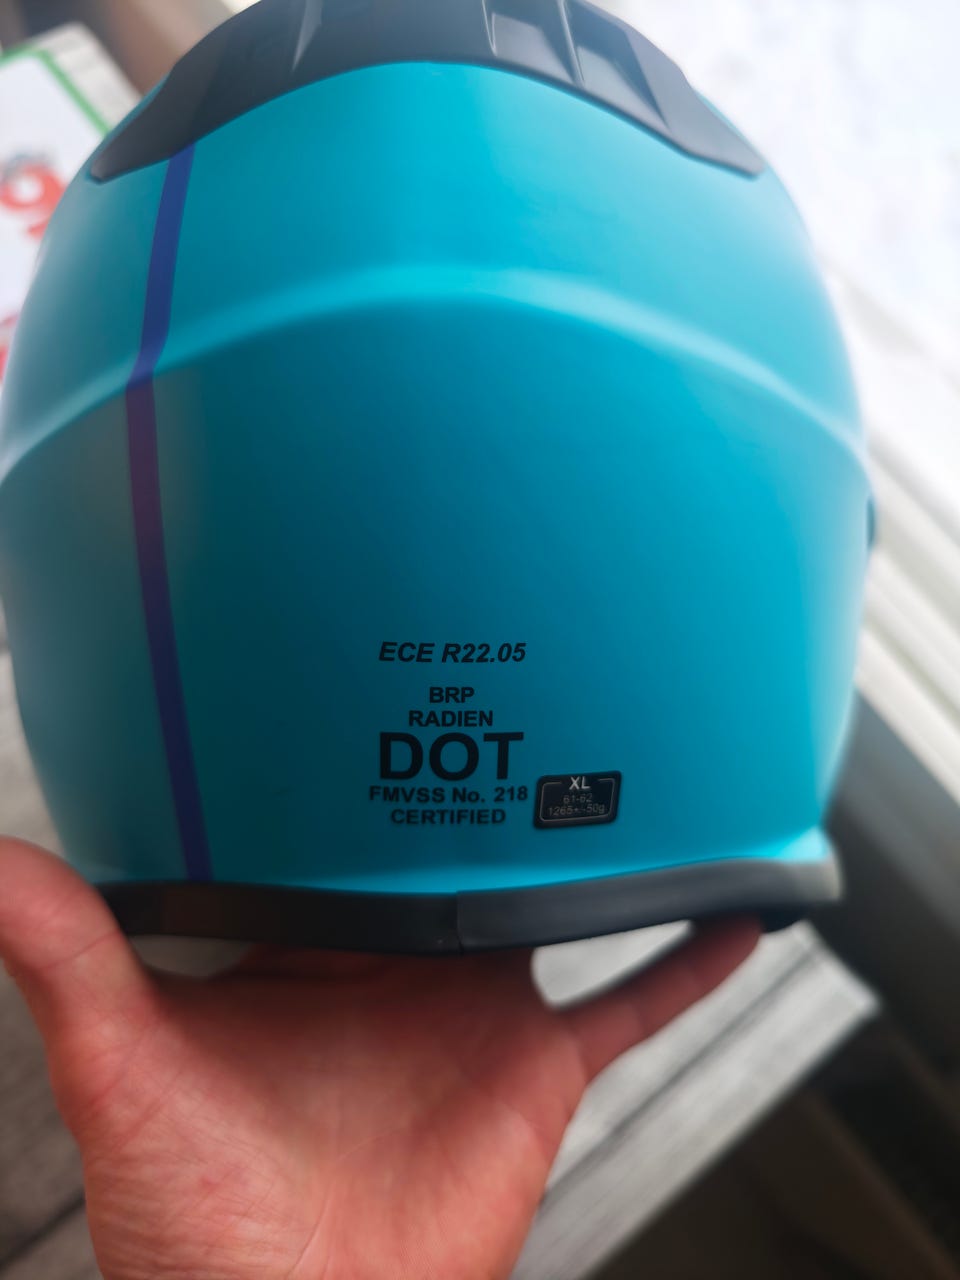 ECE R22.05
BRP
RADIEN
DOT
FMVSS No. 218
CERTIFIED
XL
61-62
1265+/-50g